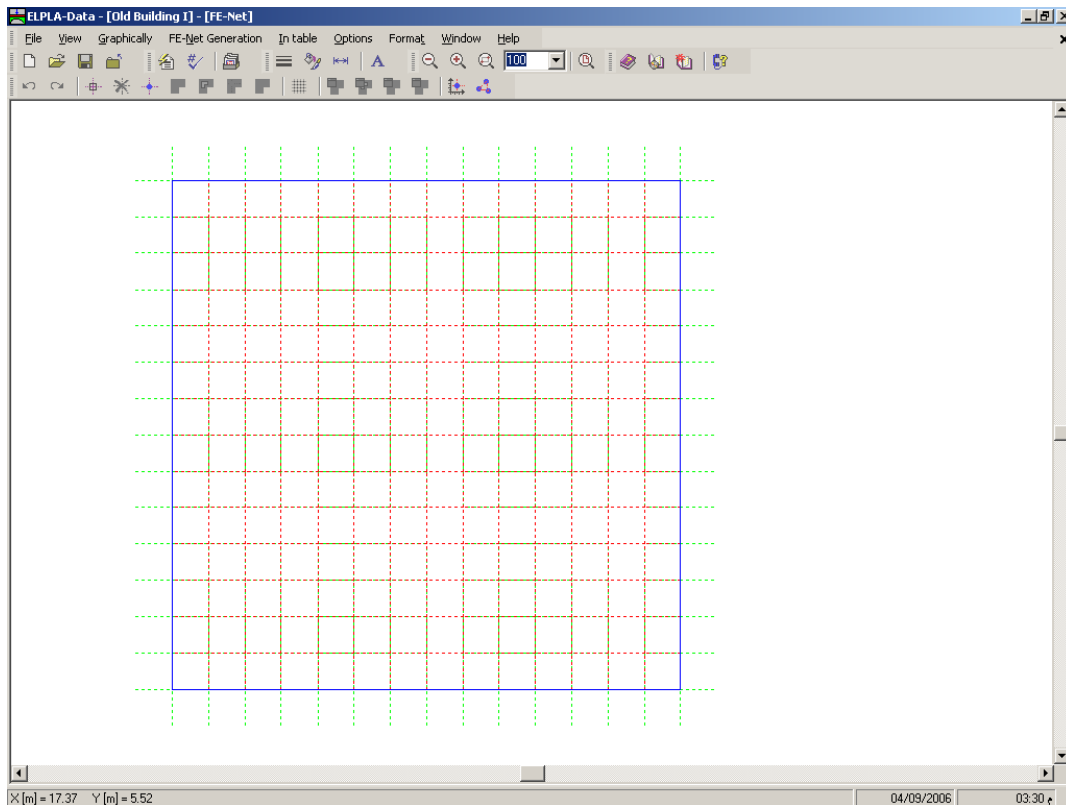 ELPLA-Data - [Old Building I] - [FE-Net]
File View Graphically FE-Net Generation In table Options Format Window Help
100
X [m] = 17.37 Y [m] = 5.52 04/09/2006 03:30 م